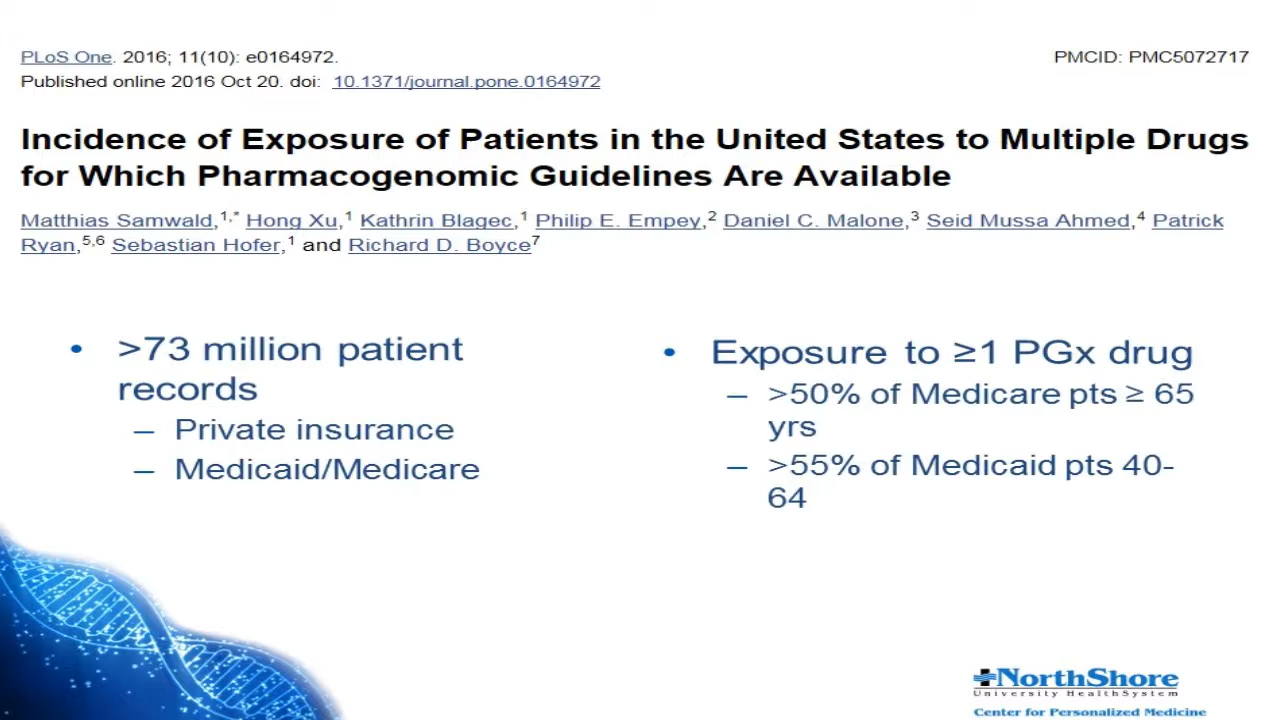 PLoS One. 2016; 11(10): e0164972.
PMCID: PMC5072717
Published online 2016 Oct 20. doi: 10.1371/journal.pone.0164972
Incidence of Exposure of Patients in the United States to Multiple Drugs
for Which Pharmacogenomic Guidelines Are Available
Matthias Samwald,1,* Hong Xu,1 Kathrin Blagec,1 Philip E. Empey,2 Daniel C. Malone,3 Seid Mussa Ahmed,4 Patrick
Ryan,5,6 Sebastian Hofer,1 and Richard D. Boyce7
• >73 million patient
records
– Private insurance
– Medicaid/Medicare
• Exposure to ≥1 PGx drug
– >50% of Medicare pts ≥ 65
yrs
– >55% of Medicaid pts 40-
64
NorthShore
University HealthSystem
Center for Personalized Medicine